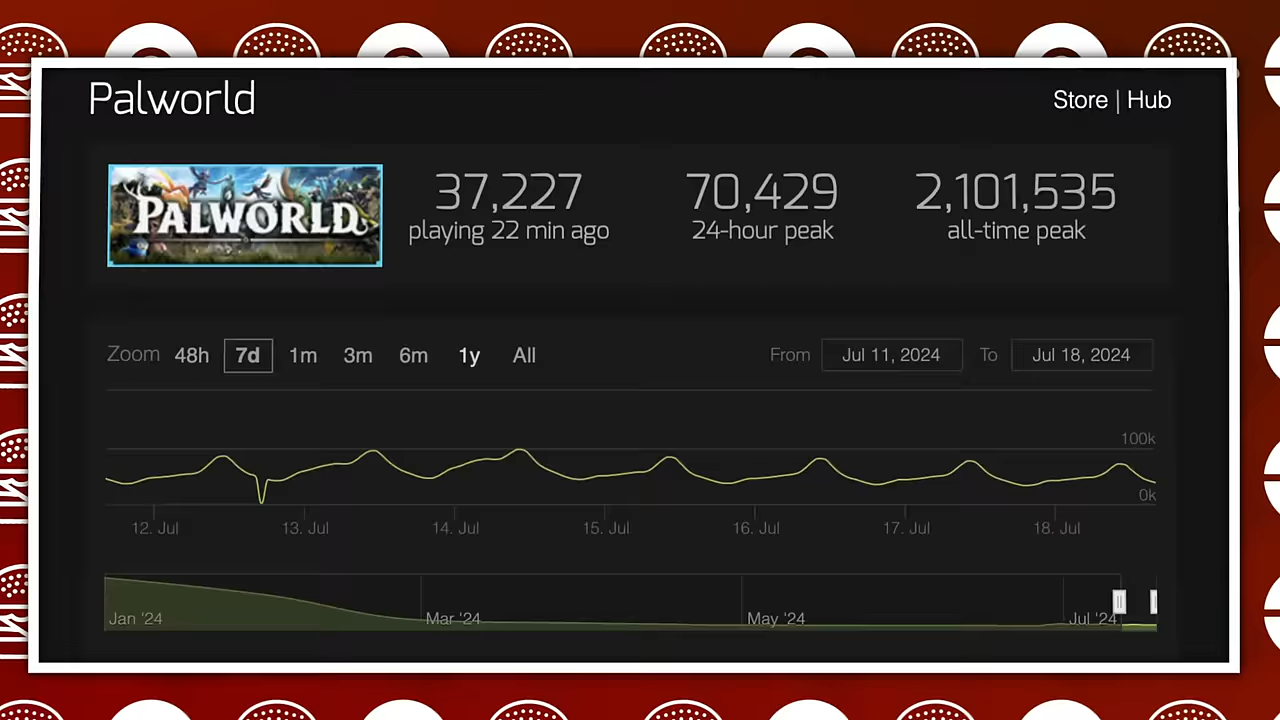 Palworld
Store | Hub
PALWORLD
37,227
playing 22 min ago
70,429
24-hour peak
2,101,535
all-time peak
Zoom 48h 7d 1m 3m 6m 1y All
From Jul 11, 2024 To Jul 18, 2024
100k
0k
12. Jul 13. Jul 14. Jul 15. Jul 16. Jul 17. Jul 18. Jul
Jan '24 Mar '24 May '24 Jul '24